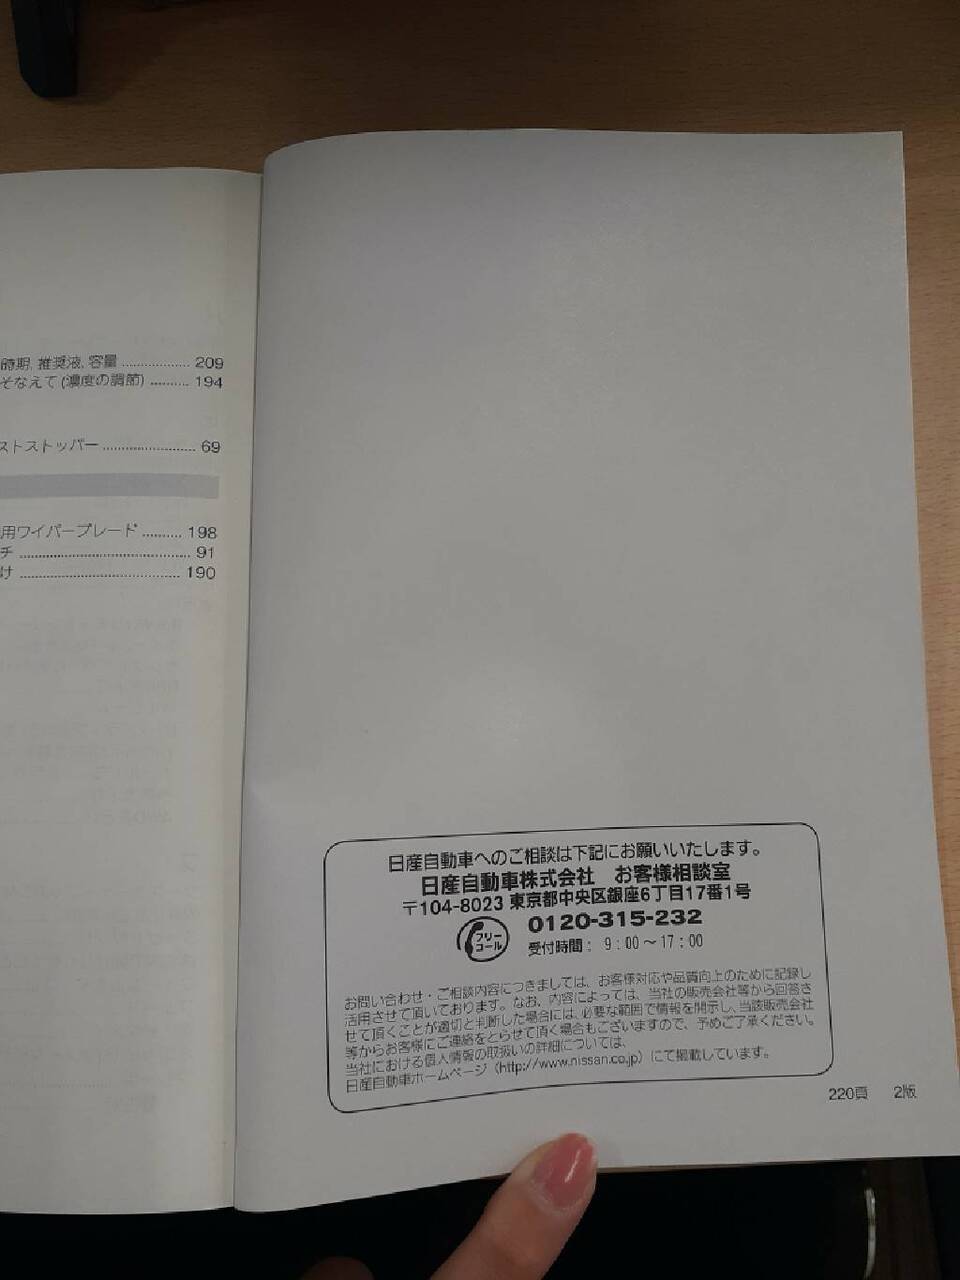 時期, 推奨液, 容量 .................. 209
そなえて (濃度の調節) .......... 194
ストストッパー ......................... 69
用ワイパーブレード .......... 198
チ ............................................. 91
け .......................................... 190
日産自動車へのご相談は下記にお願いいたします。
日産自動車株式会社 お客様相談室
〒104-8023 東京都中央区銀座6丁目17番1号
フリーコール 0120-315-232
受付時間： 9：00 〜 17：00
お問い合わせ・ご相談内容につきましては、お客様対応や品質向上のために記録し
活用させて頂いております。なお、内容によっては、当社の販売会社等から回答さ
せて頂くことが適切と判断した場合には、必要な範囲で情報を開示し、当該販売会社
等からお客様にご連絡をとらせて頂く場合もございますので、予めご了承ください。
当社における個人情報の取扱いの詳細については、
日産自動車ホームページ（http://www.nissan.co.jp）にて掲載しています。
220頁 2版